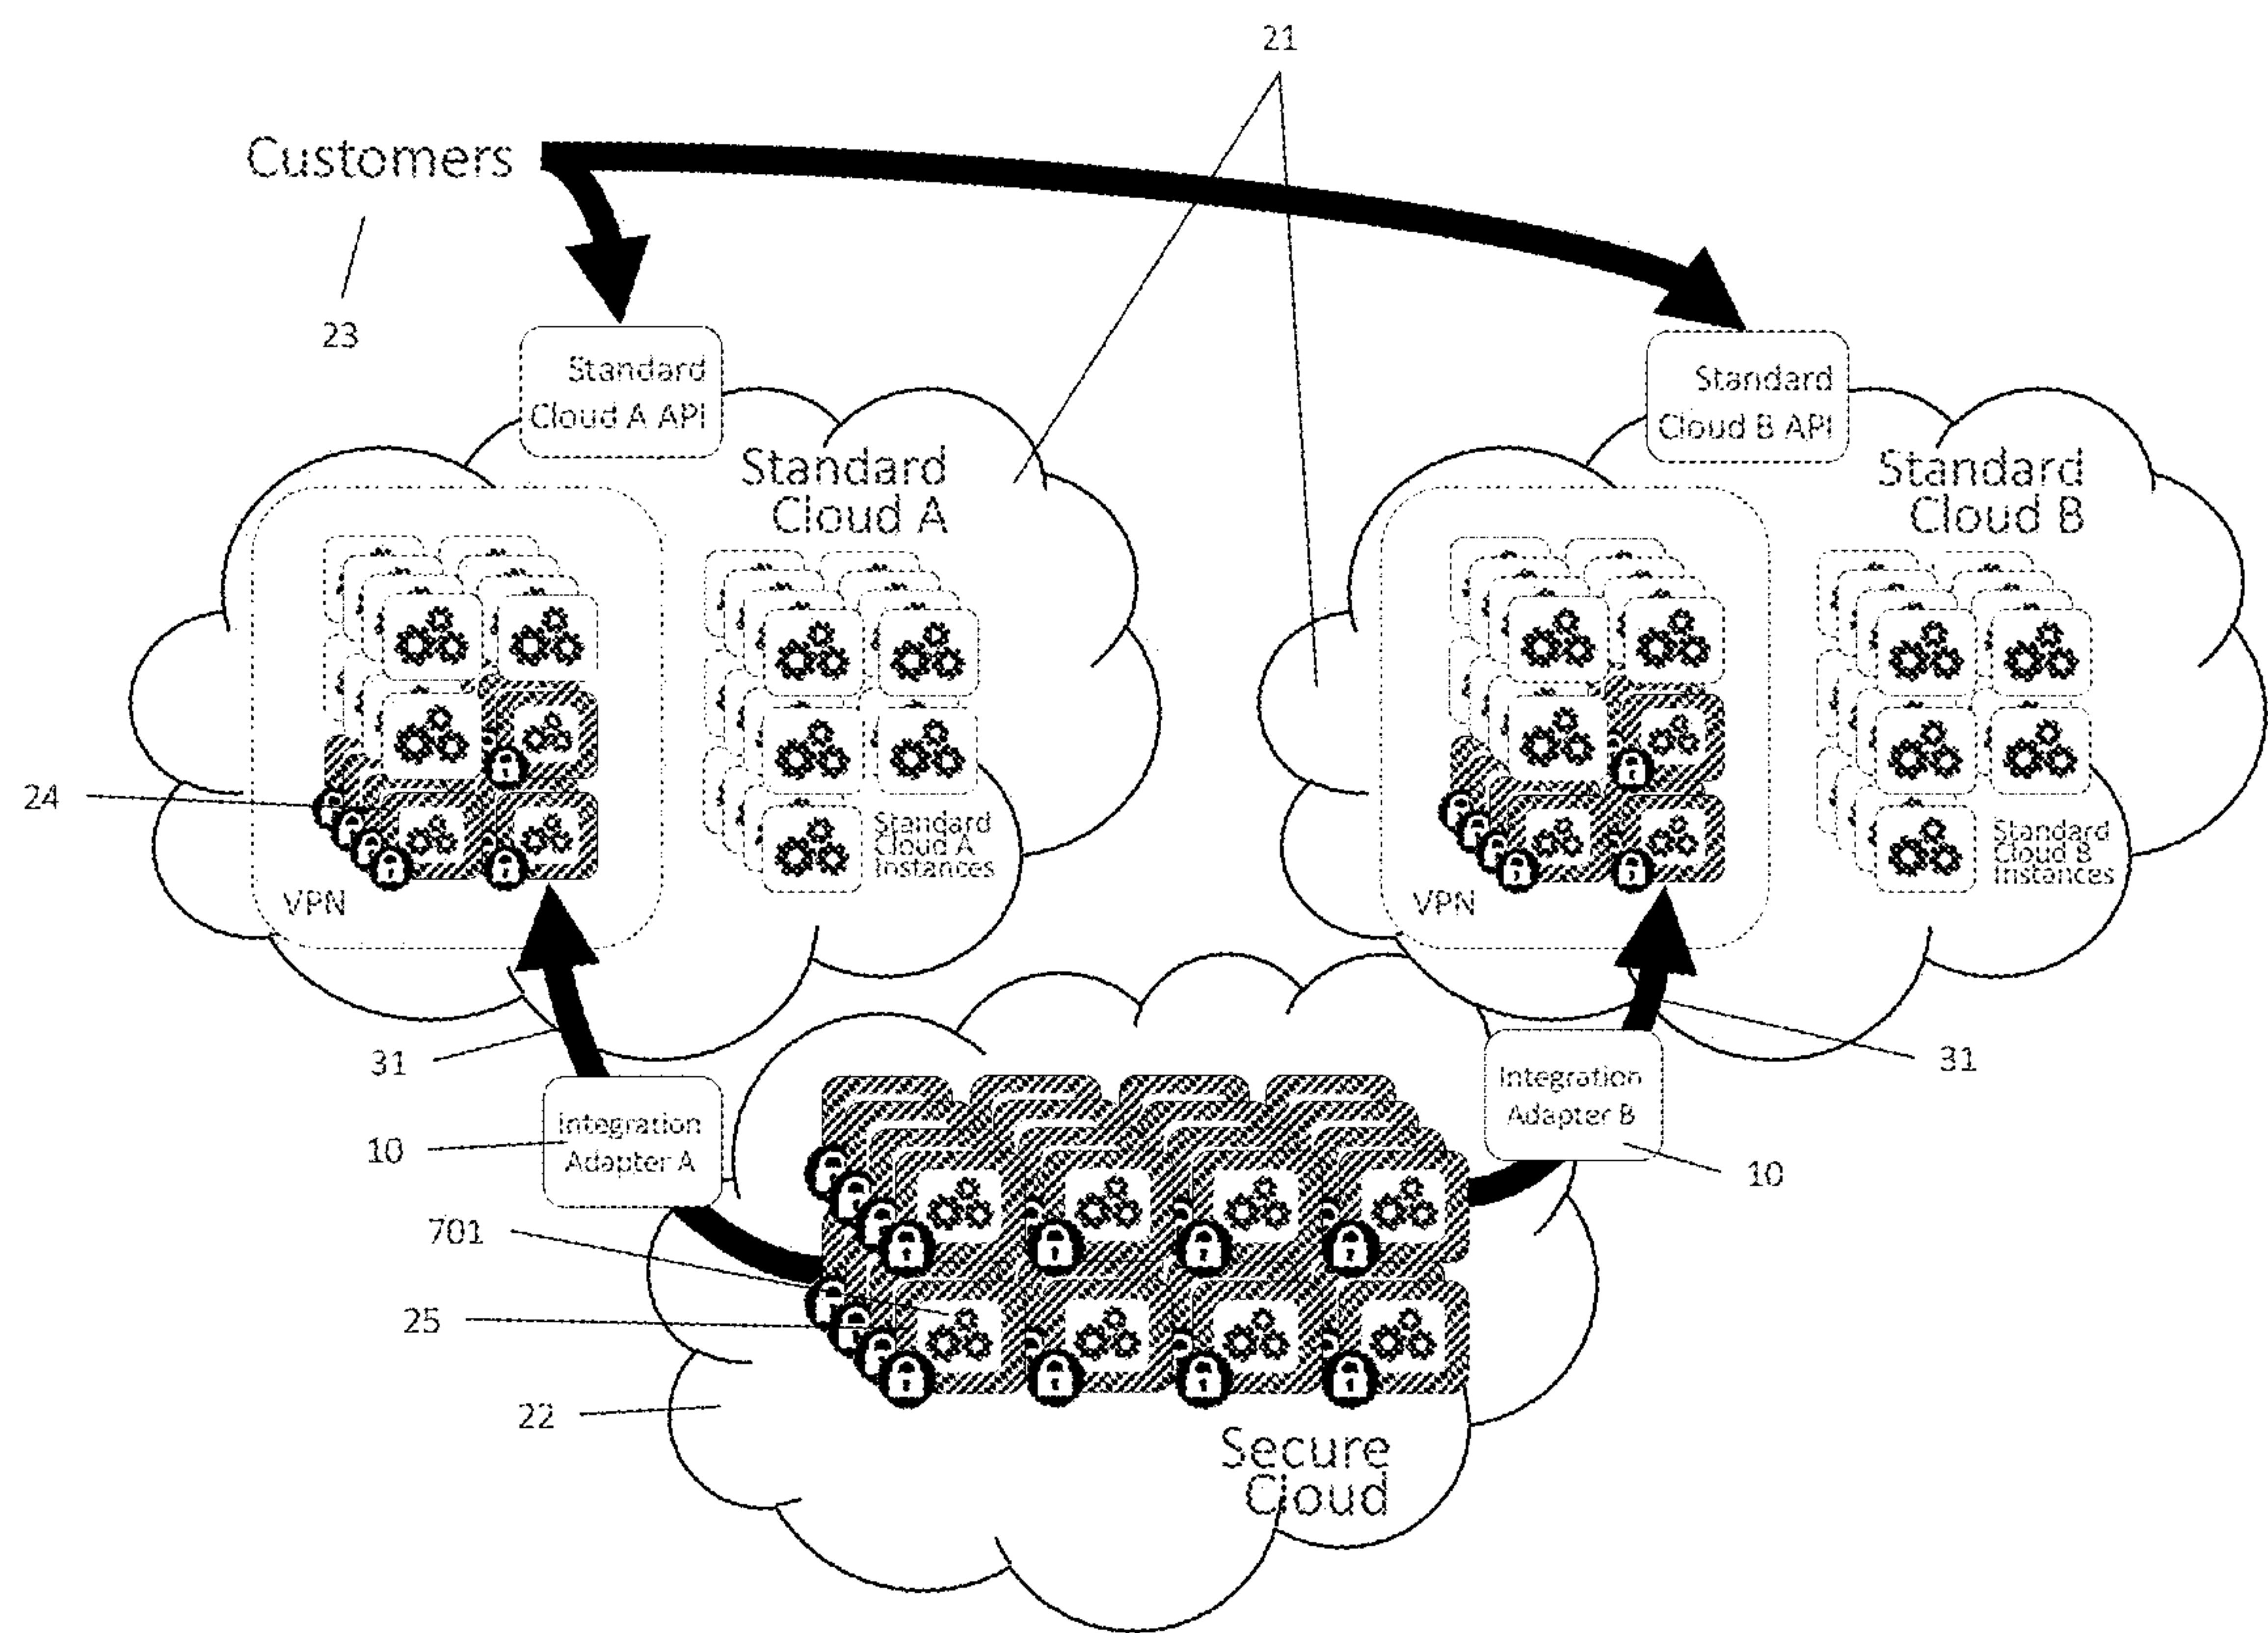 21
Customers
23
Standard
Cloud A API
Standard
Cloud B API
Standard
Cloud A
Standard
Cloud B
24
Standard
Cloud A
Instances
Standard
Cloud B
Instances
VPN
VPN
31
31
Integration
Adapter A
Integration
Adapter B
10
10
701
25
22
Secure
Cloud